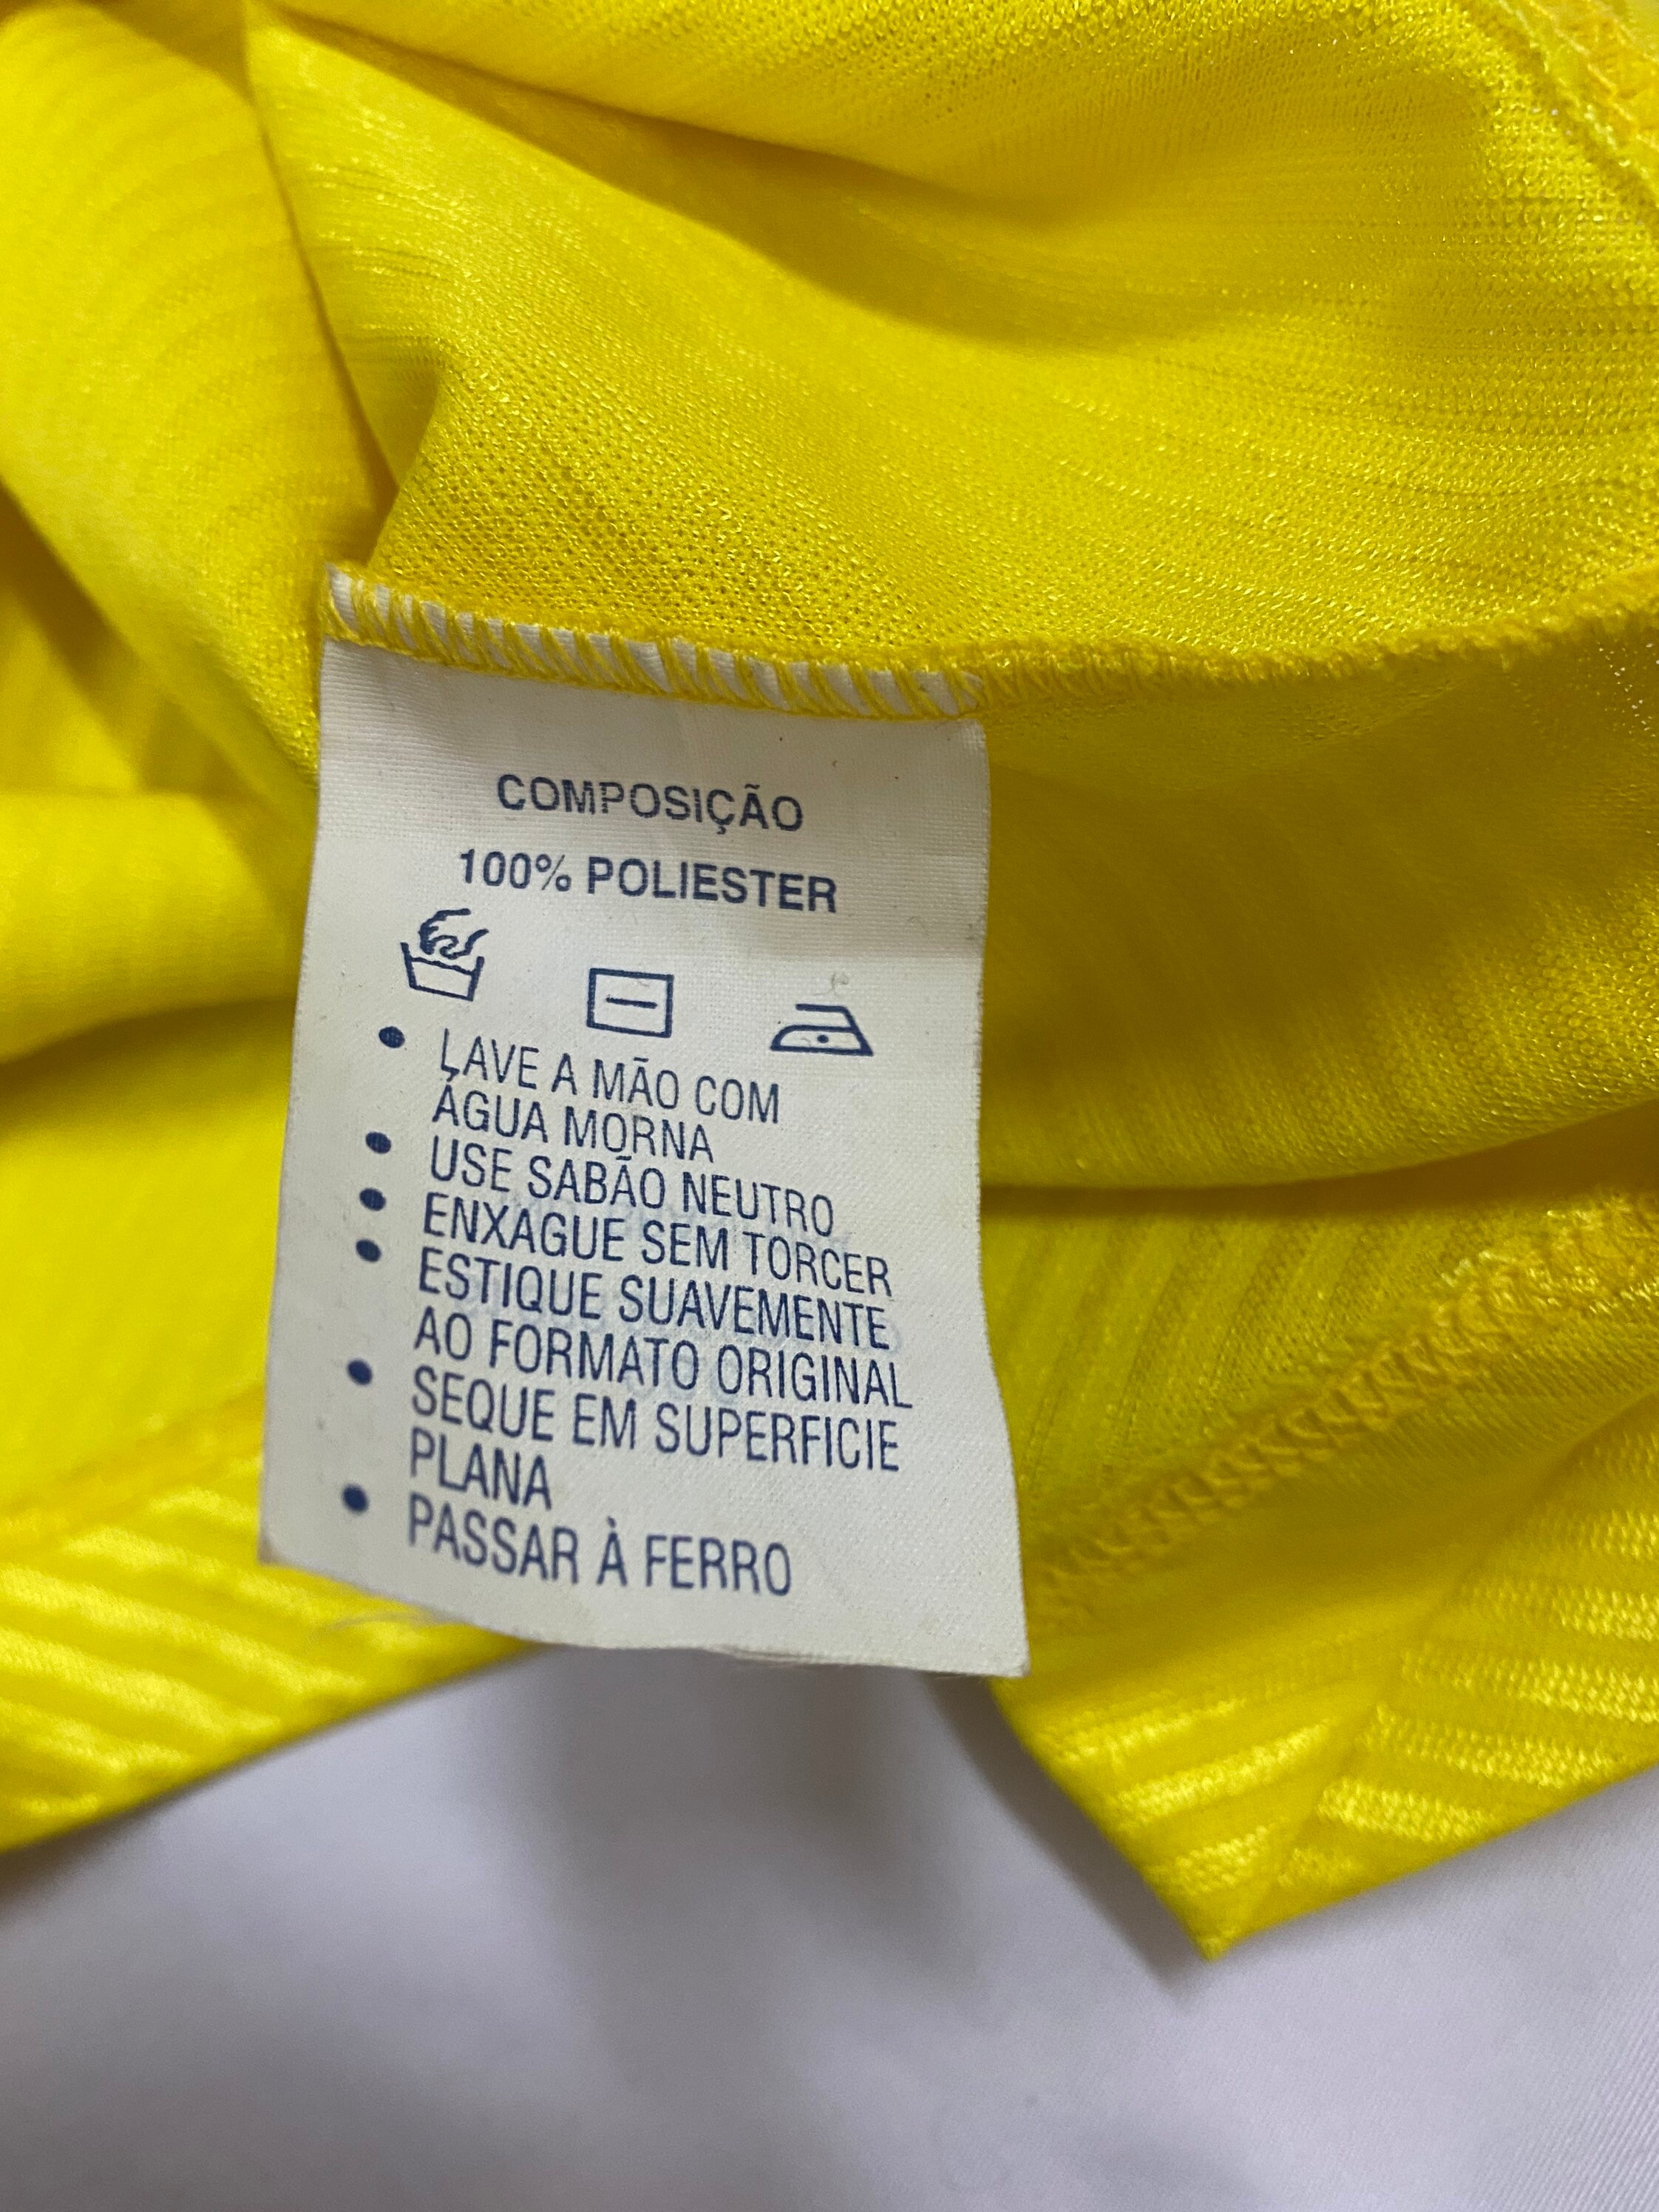 COMPOSIÇÃO
100% POLIESTER
• LAVE A MÃO COM
ÁGUA MORNA
• USE SABÃO NEUTRO
• ENXAGUE SEM TORCER
• ESTIQUE SUAVEMENTE
AO FORMATO ORIGINAL
• SEQUE EM SUPERFICIE
PLANA
• PASSAR À FERRO